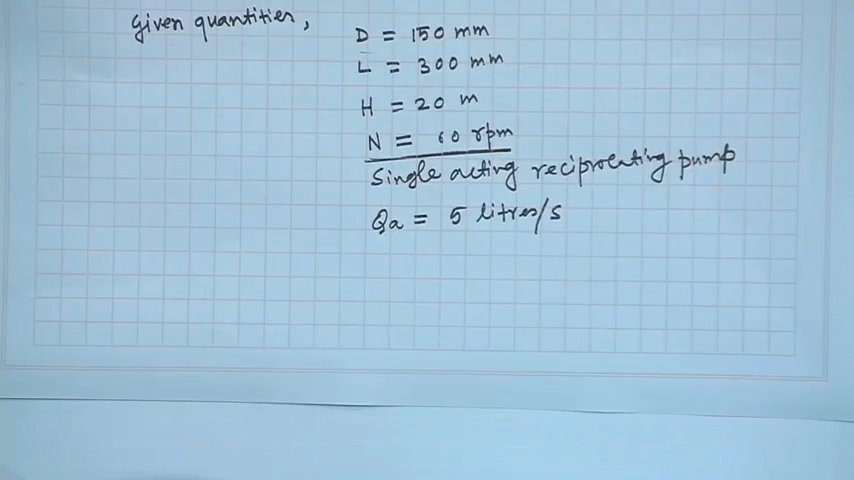 Given quantities,
D = 150 mm
L = 300 mm
H = 20 m
N = 60 rpm
Single acting reciprocating pump
Qa = 5 litres/s